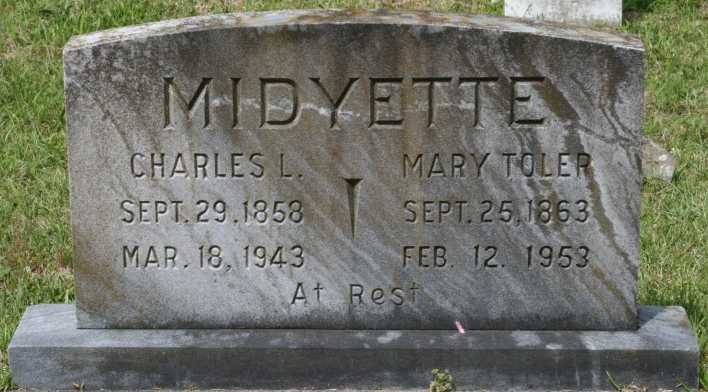 MIDYETTE
CHARLES L. MARY TOLER
SEPT. 29, 1858 SEPT. 25, 1863
MAR. 18, 1943 FEB. 12. 1953
At Rest